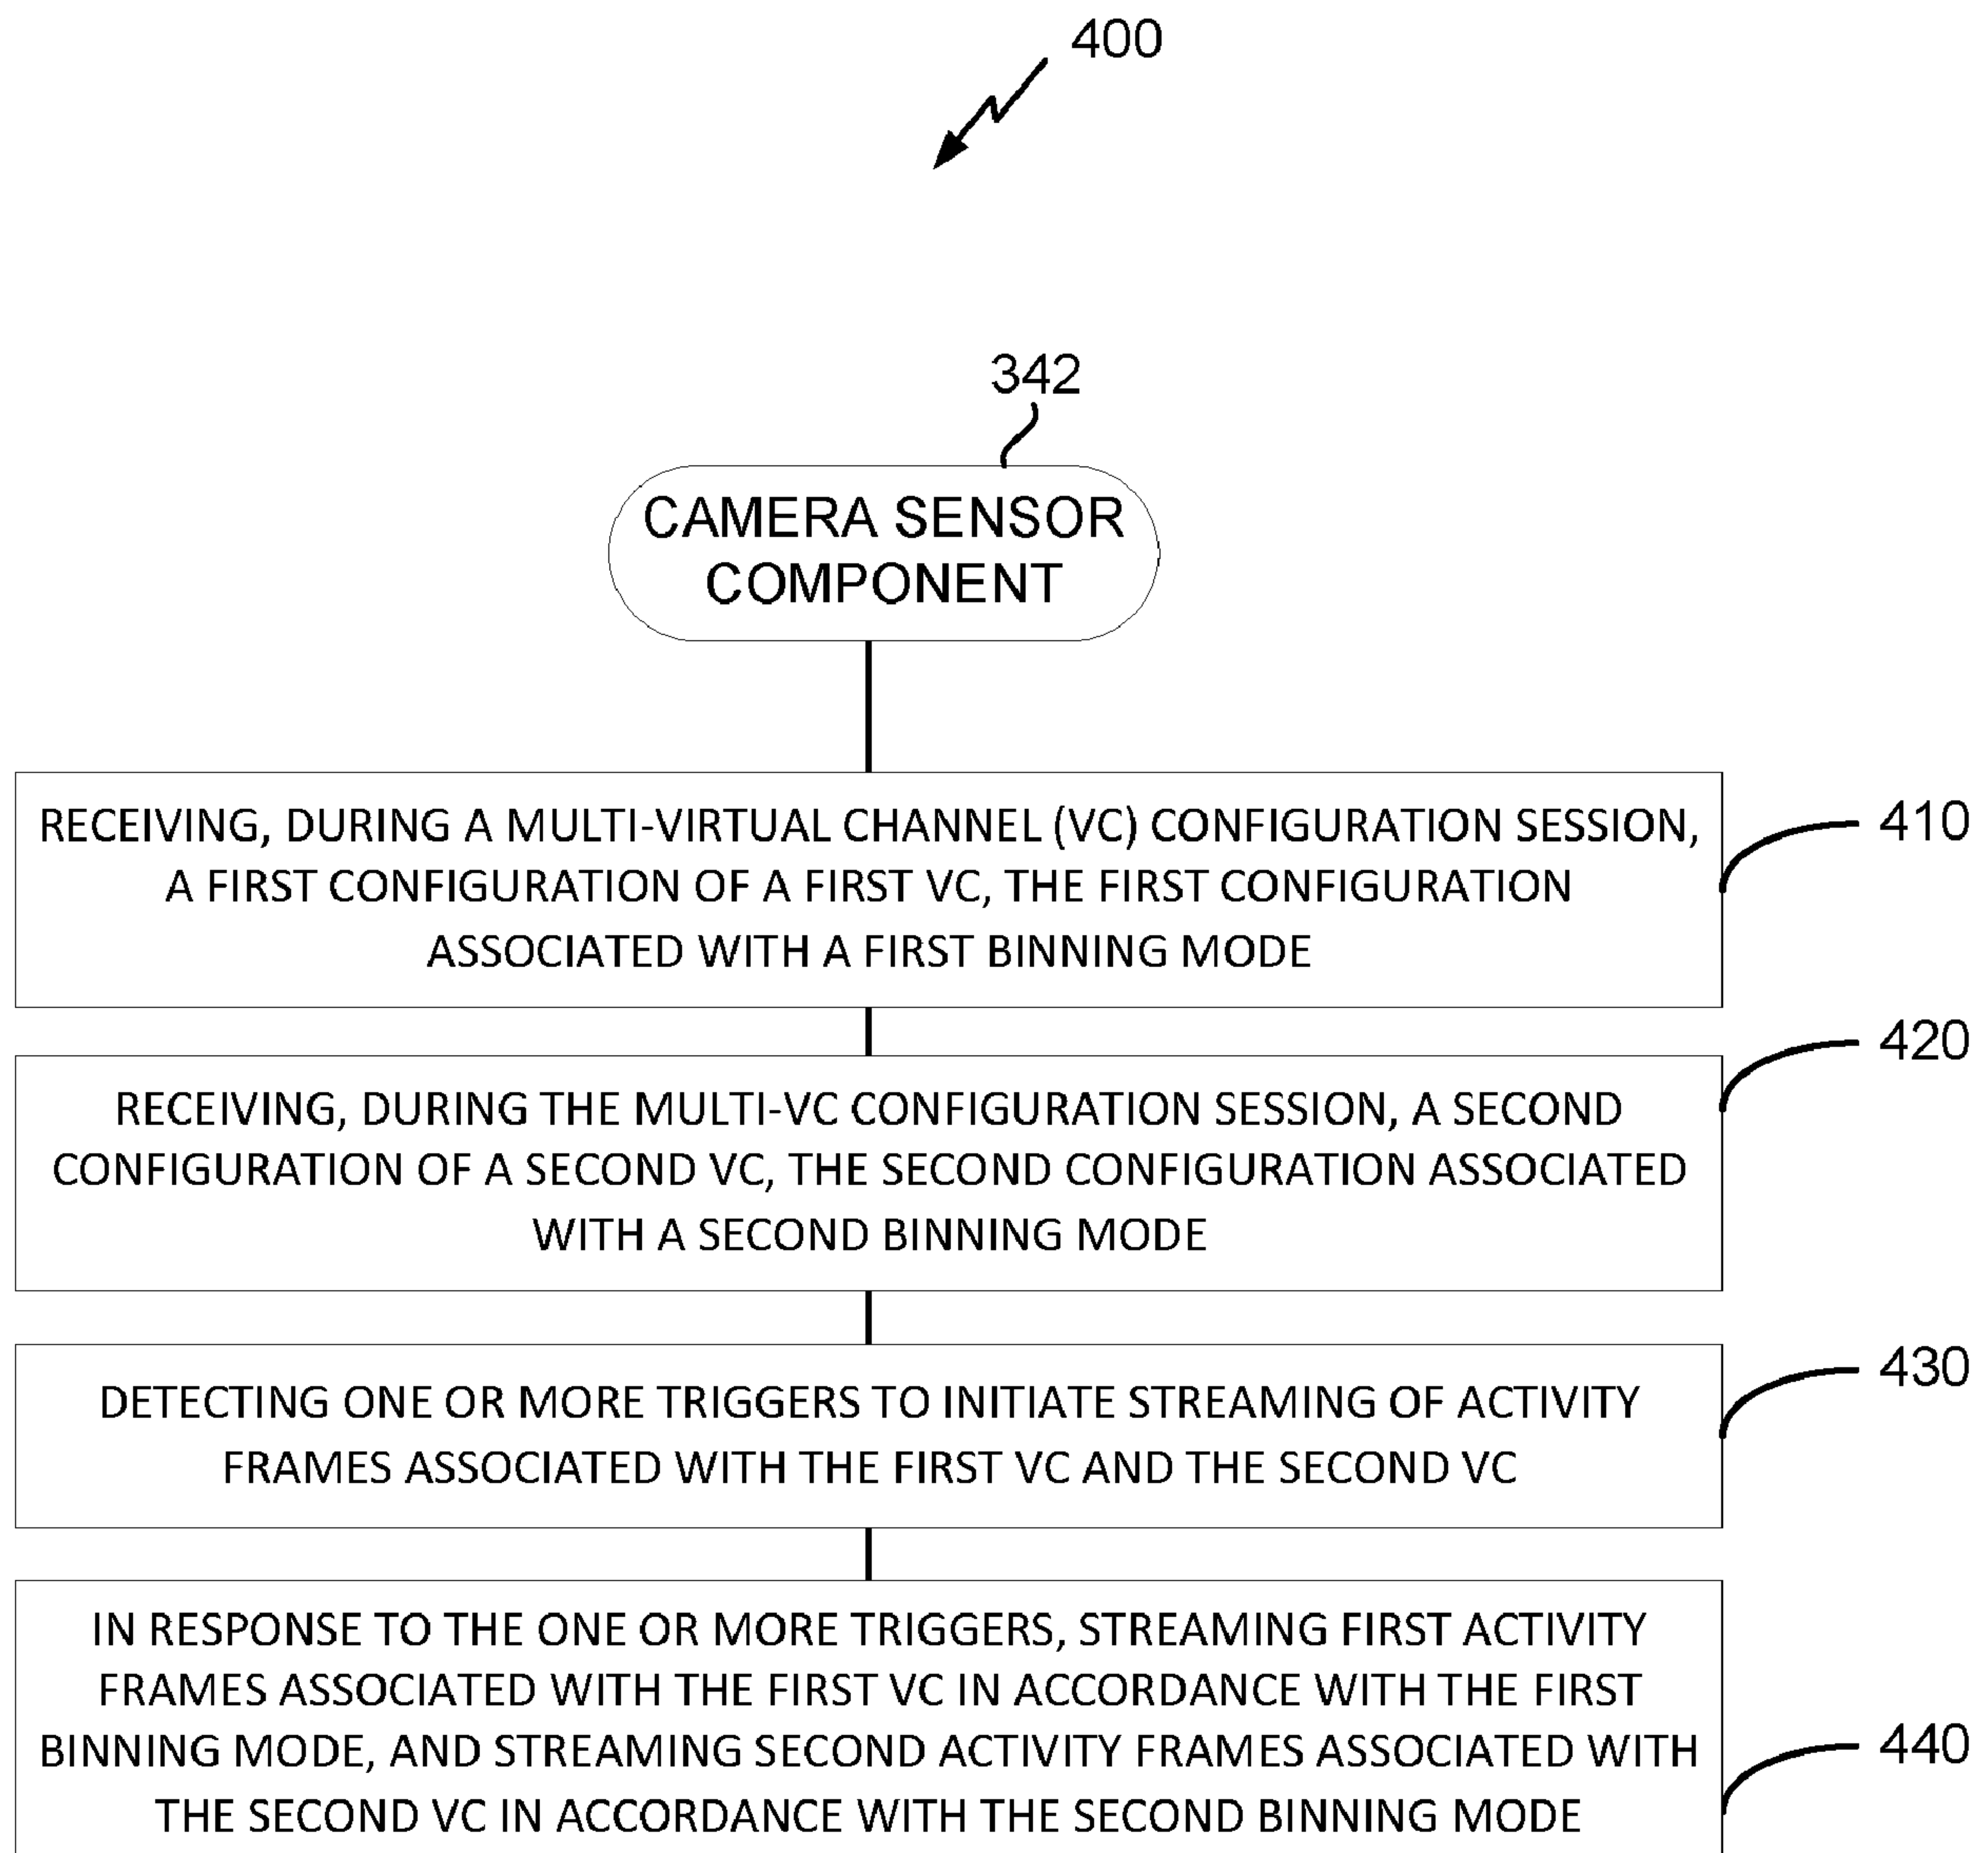 400
342
CAMERA SENSOR
COMPONENT
RECEIVING, DURING A MULTI-VIRTUAL CHANNEL (VC) CONFIGURATION SESSION,
A FIRST CONFIGURATION OF A FIRST VC, THE FIRST CONFIGURATION
ASSOCIATED WITH A FIRST BINNING MODE
410
RECEIVING, DURING THE MULTI-VC CONFIGURATION SESSION, A SECOND
CONFIGURATION OF A SECOND VC, THE SECOND CONFIGURATION ASSOCIATED
WITH A SECOND BINNING MODE
420
DETECTING ONE OR MORE TRIGGERS TO INITIATE STREAMING OF ACTIVITY
FRAMES ASSOCIATED WITH THE FIRST VC AND THE SECOND VC
430
IN RESPONSE TO THE ONE OR MORE TRIGGERS, STREAMING FIRST ACTIVITY
FRAMES ASSOCIATED WITH THE FIRST VC IN ACCORDANCE WITH THE FIRST
BINNING MODE, AND STREAMING SECOND ACTIVITY FRAMES ASSOCIATED WITH
THE SECOND VC IN ACCORDANCE WITH THE SECOND BINNING MODE
440